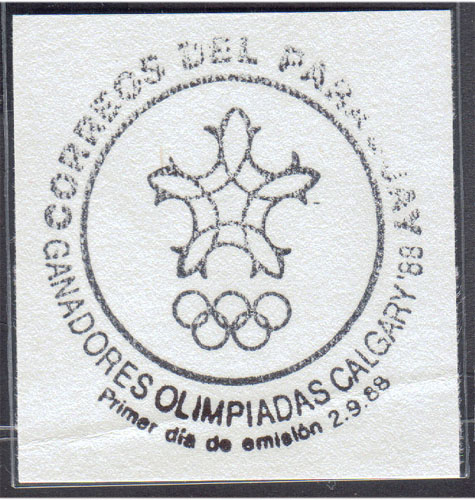 CORREOS DEL PARAGUAY
GANADORES OLIMPIADAS CALGARY '88
Primer día de emisión 2.9.88